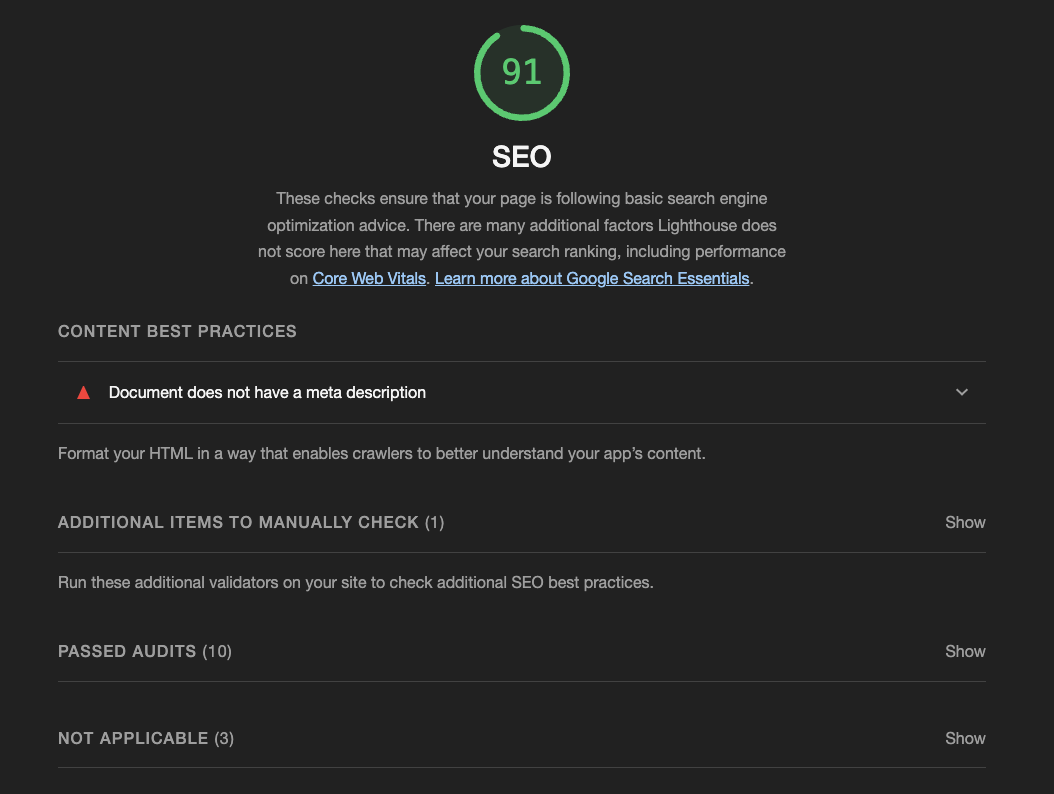 91
SEO
These checks ensure that your page is following basic search engine
optimization advice. There are many additional factors Lighthouse does
not score here that may affect your search ranking, including performance
on Core Web Vitals. Learn more about Google Search Essentials.
CONTENT BEST PRACTICES
Document does not have a meta description
Format your HTML in a way that enables crawlers to better understand your app’s content.
ADDITIONAL ITEMS TO MANUALLY CHECK (1) Show
Run these additional validators on your site to check additional SEO best practices.
PASSED AUDITS (10) Show
NOT APPLICABLE (3) Show